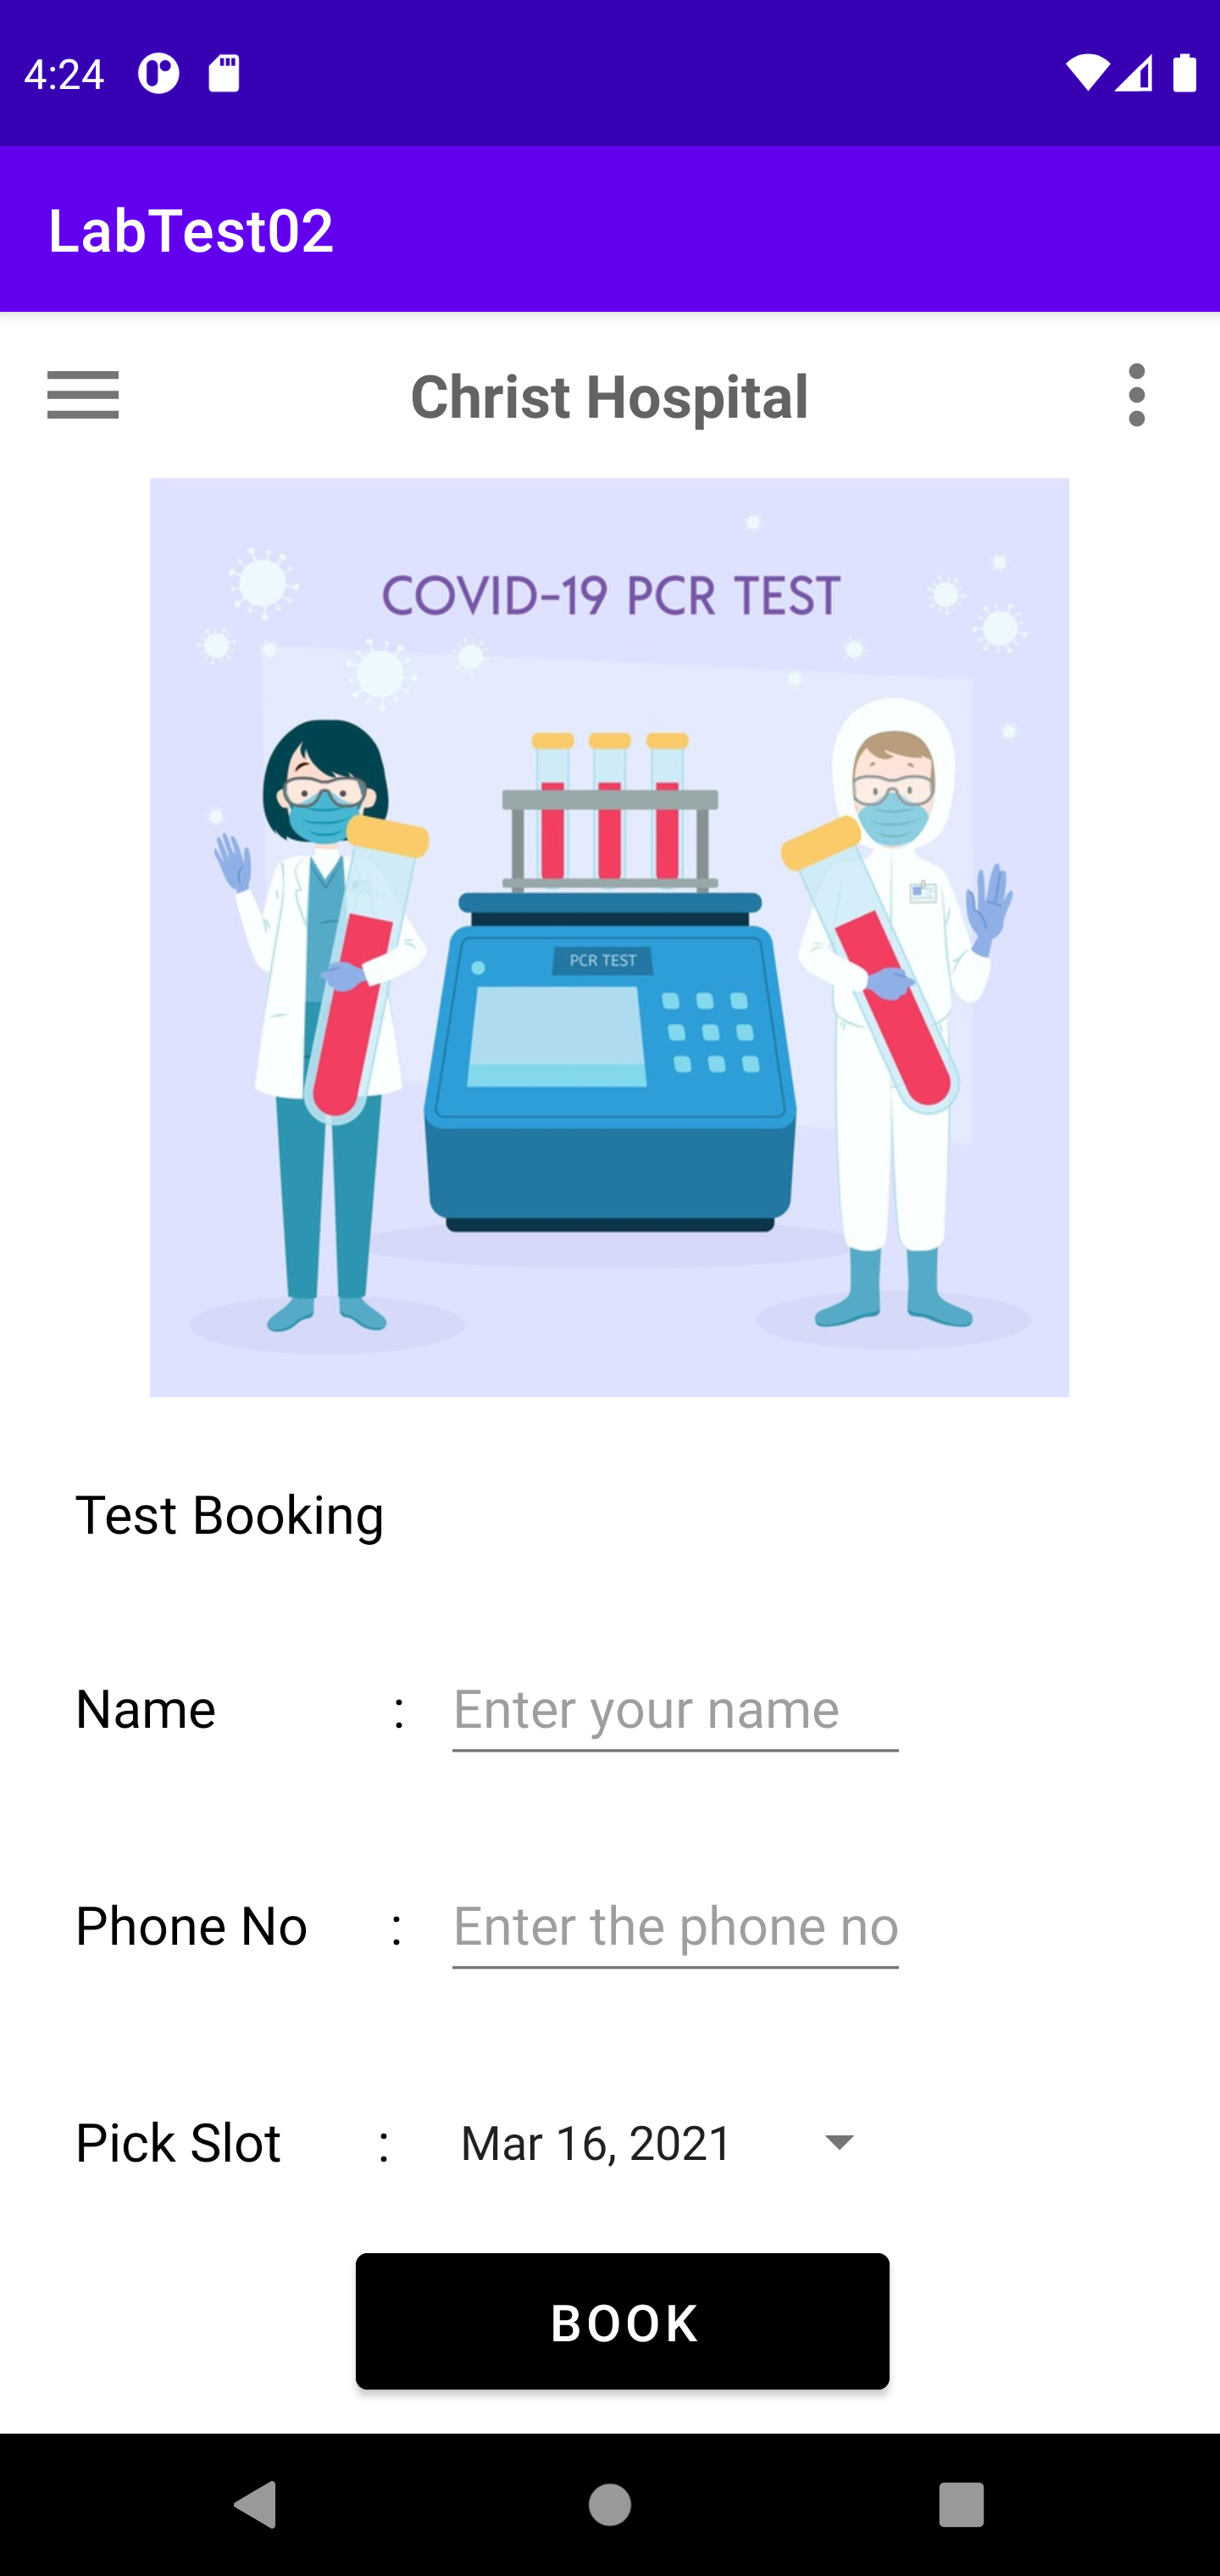 4:24
LabTest02
Christ Hospital
COVID-19 PCR TEST
PCR TEST
Test Booking
Name : Enter your name
Phone No : Enter the phone no
Pick Slot : Mar 16, 2021
BOOK